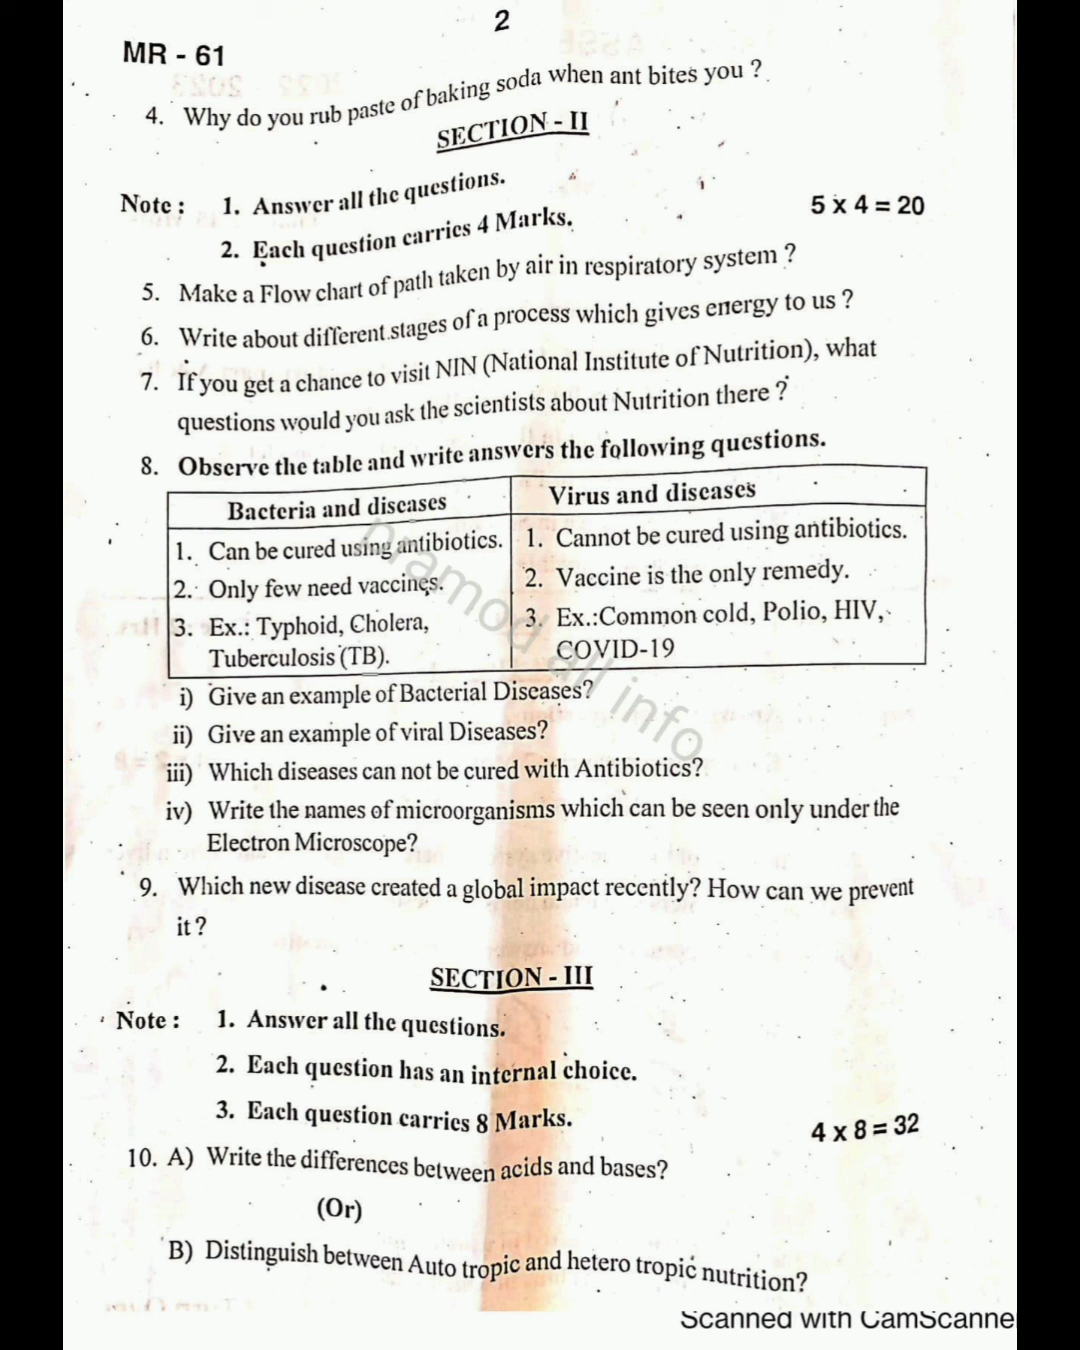 2
MR - 61
4. Why do you rub paste of baking soda when ant bites you ?
SECTION - II
Note : 1. Answer all the questions.
5 x 4 = 20
2. Each question carries 4 Marks.
5. Make a Flow chart of path taken by air in respiratory system ?
6. Write about different stages of a process which gives energy to us ?
7. If you get a chance to visit NIN (National Institute of Nutrition), what
questions would you ask the scientists about Nutrition there ?
8. Observe the table and write answers the following questions.
Bacteria and diseases
1. Can be cured using antibiotics.
2. Only few need vaccines.
3. Ex.: Typhoid, Cholera,
Tuberculosis (TB).
Virus and diseases
1. Cannot be cured using antibiotics.
2. Vaccine is the only remedy.
3. Ex.:Common cold, Polio, HIV,
COVID-19
pramod all info
i) Give an example of Bacterial Diseases?
ii) Give an example of viral Diseases?
iii) Which diseases can not be cured with Antibiotics?
iv) Write the names of microorganisms which can be seen only under the
Electron Microscope?
9. Which new disease created a global impact recently? How can we prevent
it ?
SECTION - III
Note : 1. Answer all the questions.
2. Each question has an internal choice.
3. Each question carries 8 Marks.
4 x 8 = 32
10. A) Write the differences between acids and bases?
(Or)
B) Distinguish between Auto tropic and hetero tropic nutrition?
Scanned with CamScanne